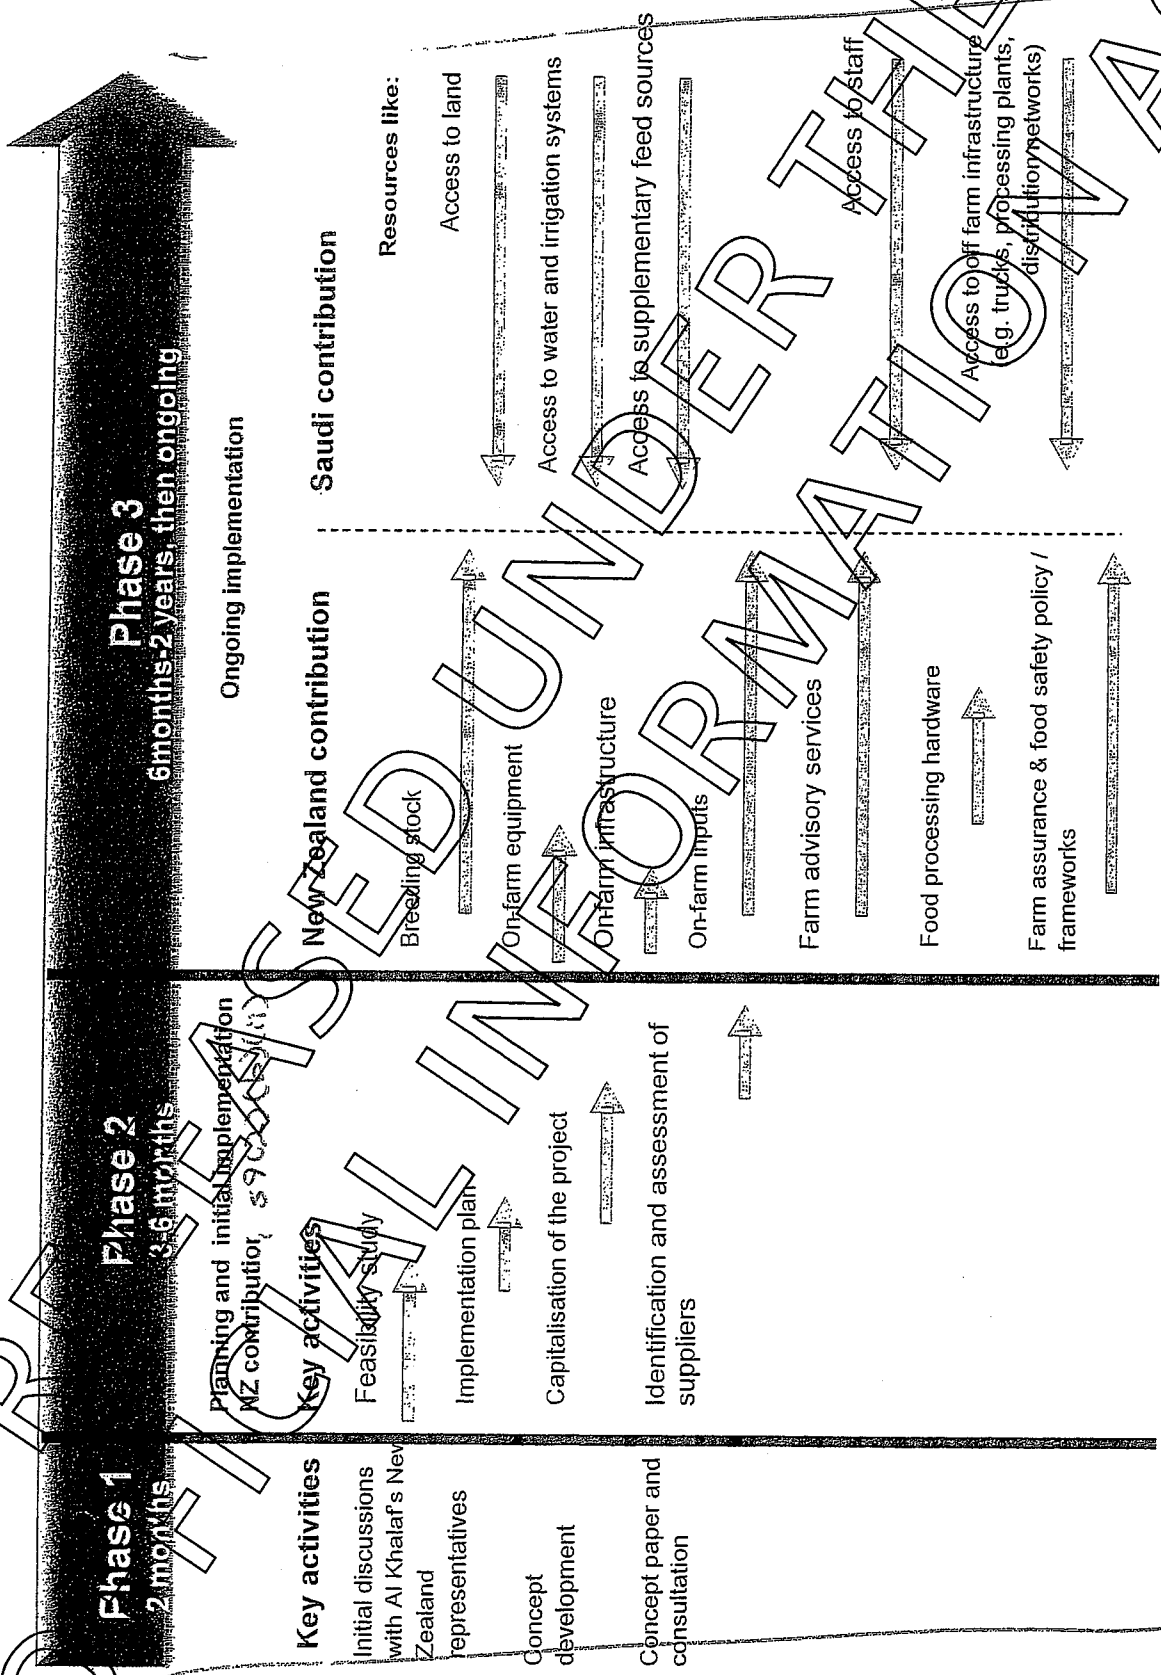 Phase 1
2 months
Key activities
Initial discussions
with Al Khalaf's New
Zealand
representatives
Concept
development
Concept paper and
consultation
Phase 2
3-6 months
Planning and initial implementation
NZ contribution
Key activities
Feasibility study
Implementation plan
Capitalisation of the project
Identification and assessment of
suppliers
Phase 3
6months-2 years, then ongoing
Ongoing implementation
New Zealand contribution
Breeding stock
On-farm equipment
On-farm infrastructure
On-farm inputs
Farm advisory services
Food processing hardware
Farm assurance & food safety policy /
frameworks
Saudi contribution
Resources like:
Access to land
Access to water and irrigation systems
Access to supplementary feed sources
Access to staff
Access to off farm infrastructure
(e.g. trucks, processing plants,
distribution networks)
RELEASED UNDER THE
FICIAL INFORMATION A